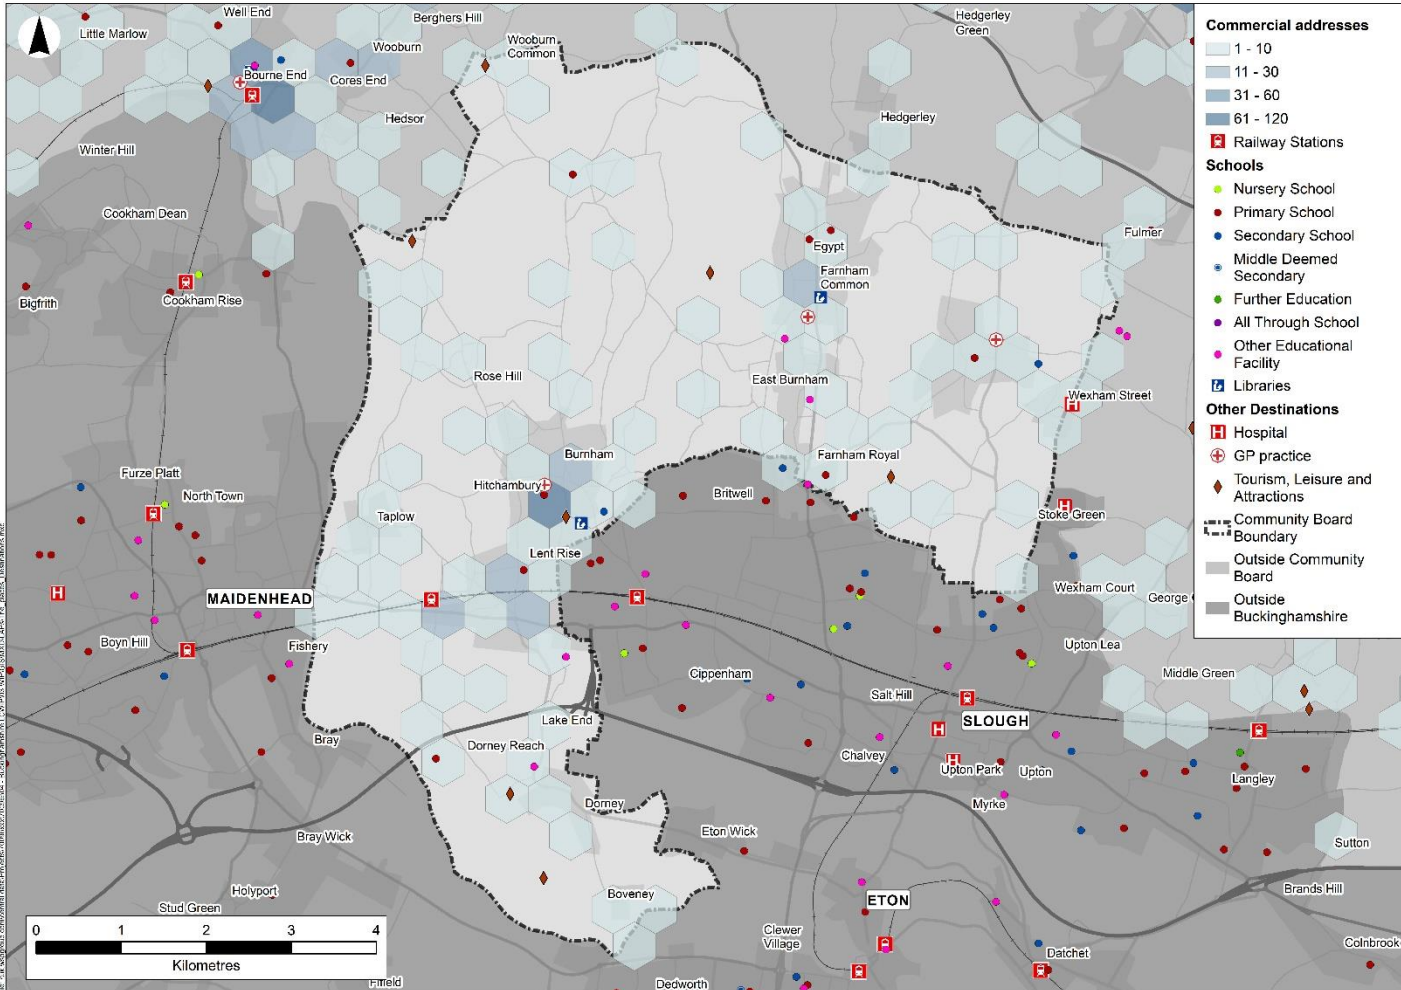 Well End
Little Marlow
Berghers Hill
Hedgerley
Green
Wooburn
Wooburn
Common
Bourne End
Cores End
Hedsor
Hedgerley
Winter Hill
Cookham Dean
Fulmer
Egypt
Farnham
Common
Bigfrith
Cookham Rise
Rose Hill
East Burnham
Wexham Street
Burnham
Farnham Royal
Furze Platt
North Town
Hitchambury
Britwell
Taplow
Stoke Green
Lent Rise
MAIDENHEAD
Wexham Court
George
Boyn Hill
Fishery
Upton Lea
Cippenham
Middle Green
Salt Hill
SLOUGH
Lake End
Bray
Dorney Reach
Chalvey
Upton Park
Upton
Langley
Dorney
Myrke
Bray Wick
Eton Wick
Sutton
Holyport
Boveney
ETON
Brands Hill
Stud Green
Clewer
Village
Datchet
Colnbrook
Fifield
Dedworth
0 1 2 3 4
Kilometres
Commercial addresses
1 - 10
11 - 30
31 - 60
61 - 120
Railway Stations
Schools
Nursery School
Primary School
Secondary School
Middle Deemed
Secondary
Further Education
All Through School
Other Educational
Facility
Libraries
Other Destinations
Hospital
GP practice
Tourism, Leisure and
Attractions
Community Board
Boundary
Outside Community
Board
Outside
Buckinghamshire